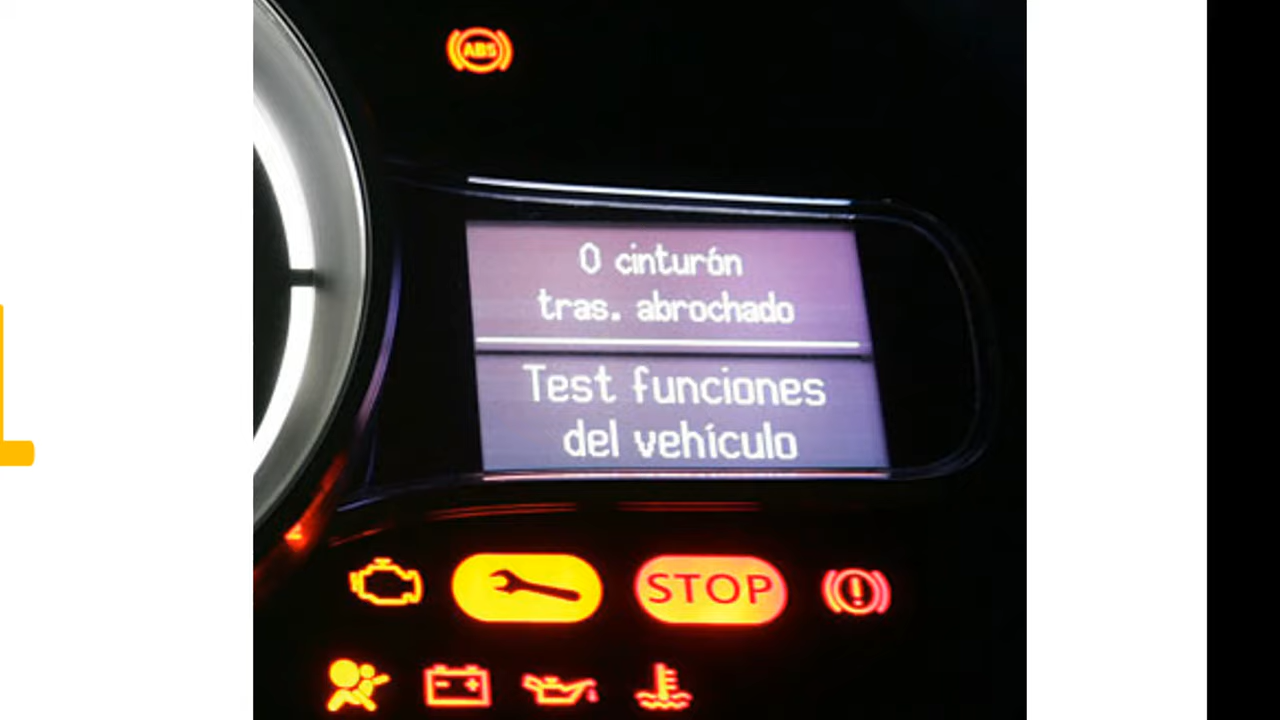 ABS
0 cinturón
tras. abrochado
Test funciones
del vehículo
STOP